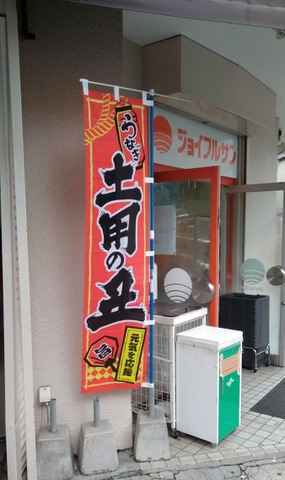 うなぎ
土用の丑
元気を応援
ジョイフルサン